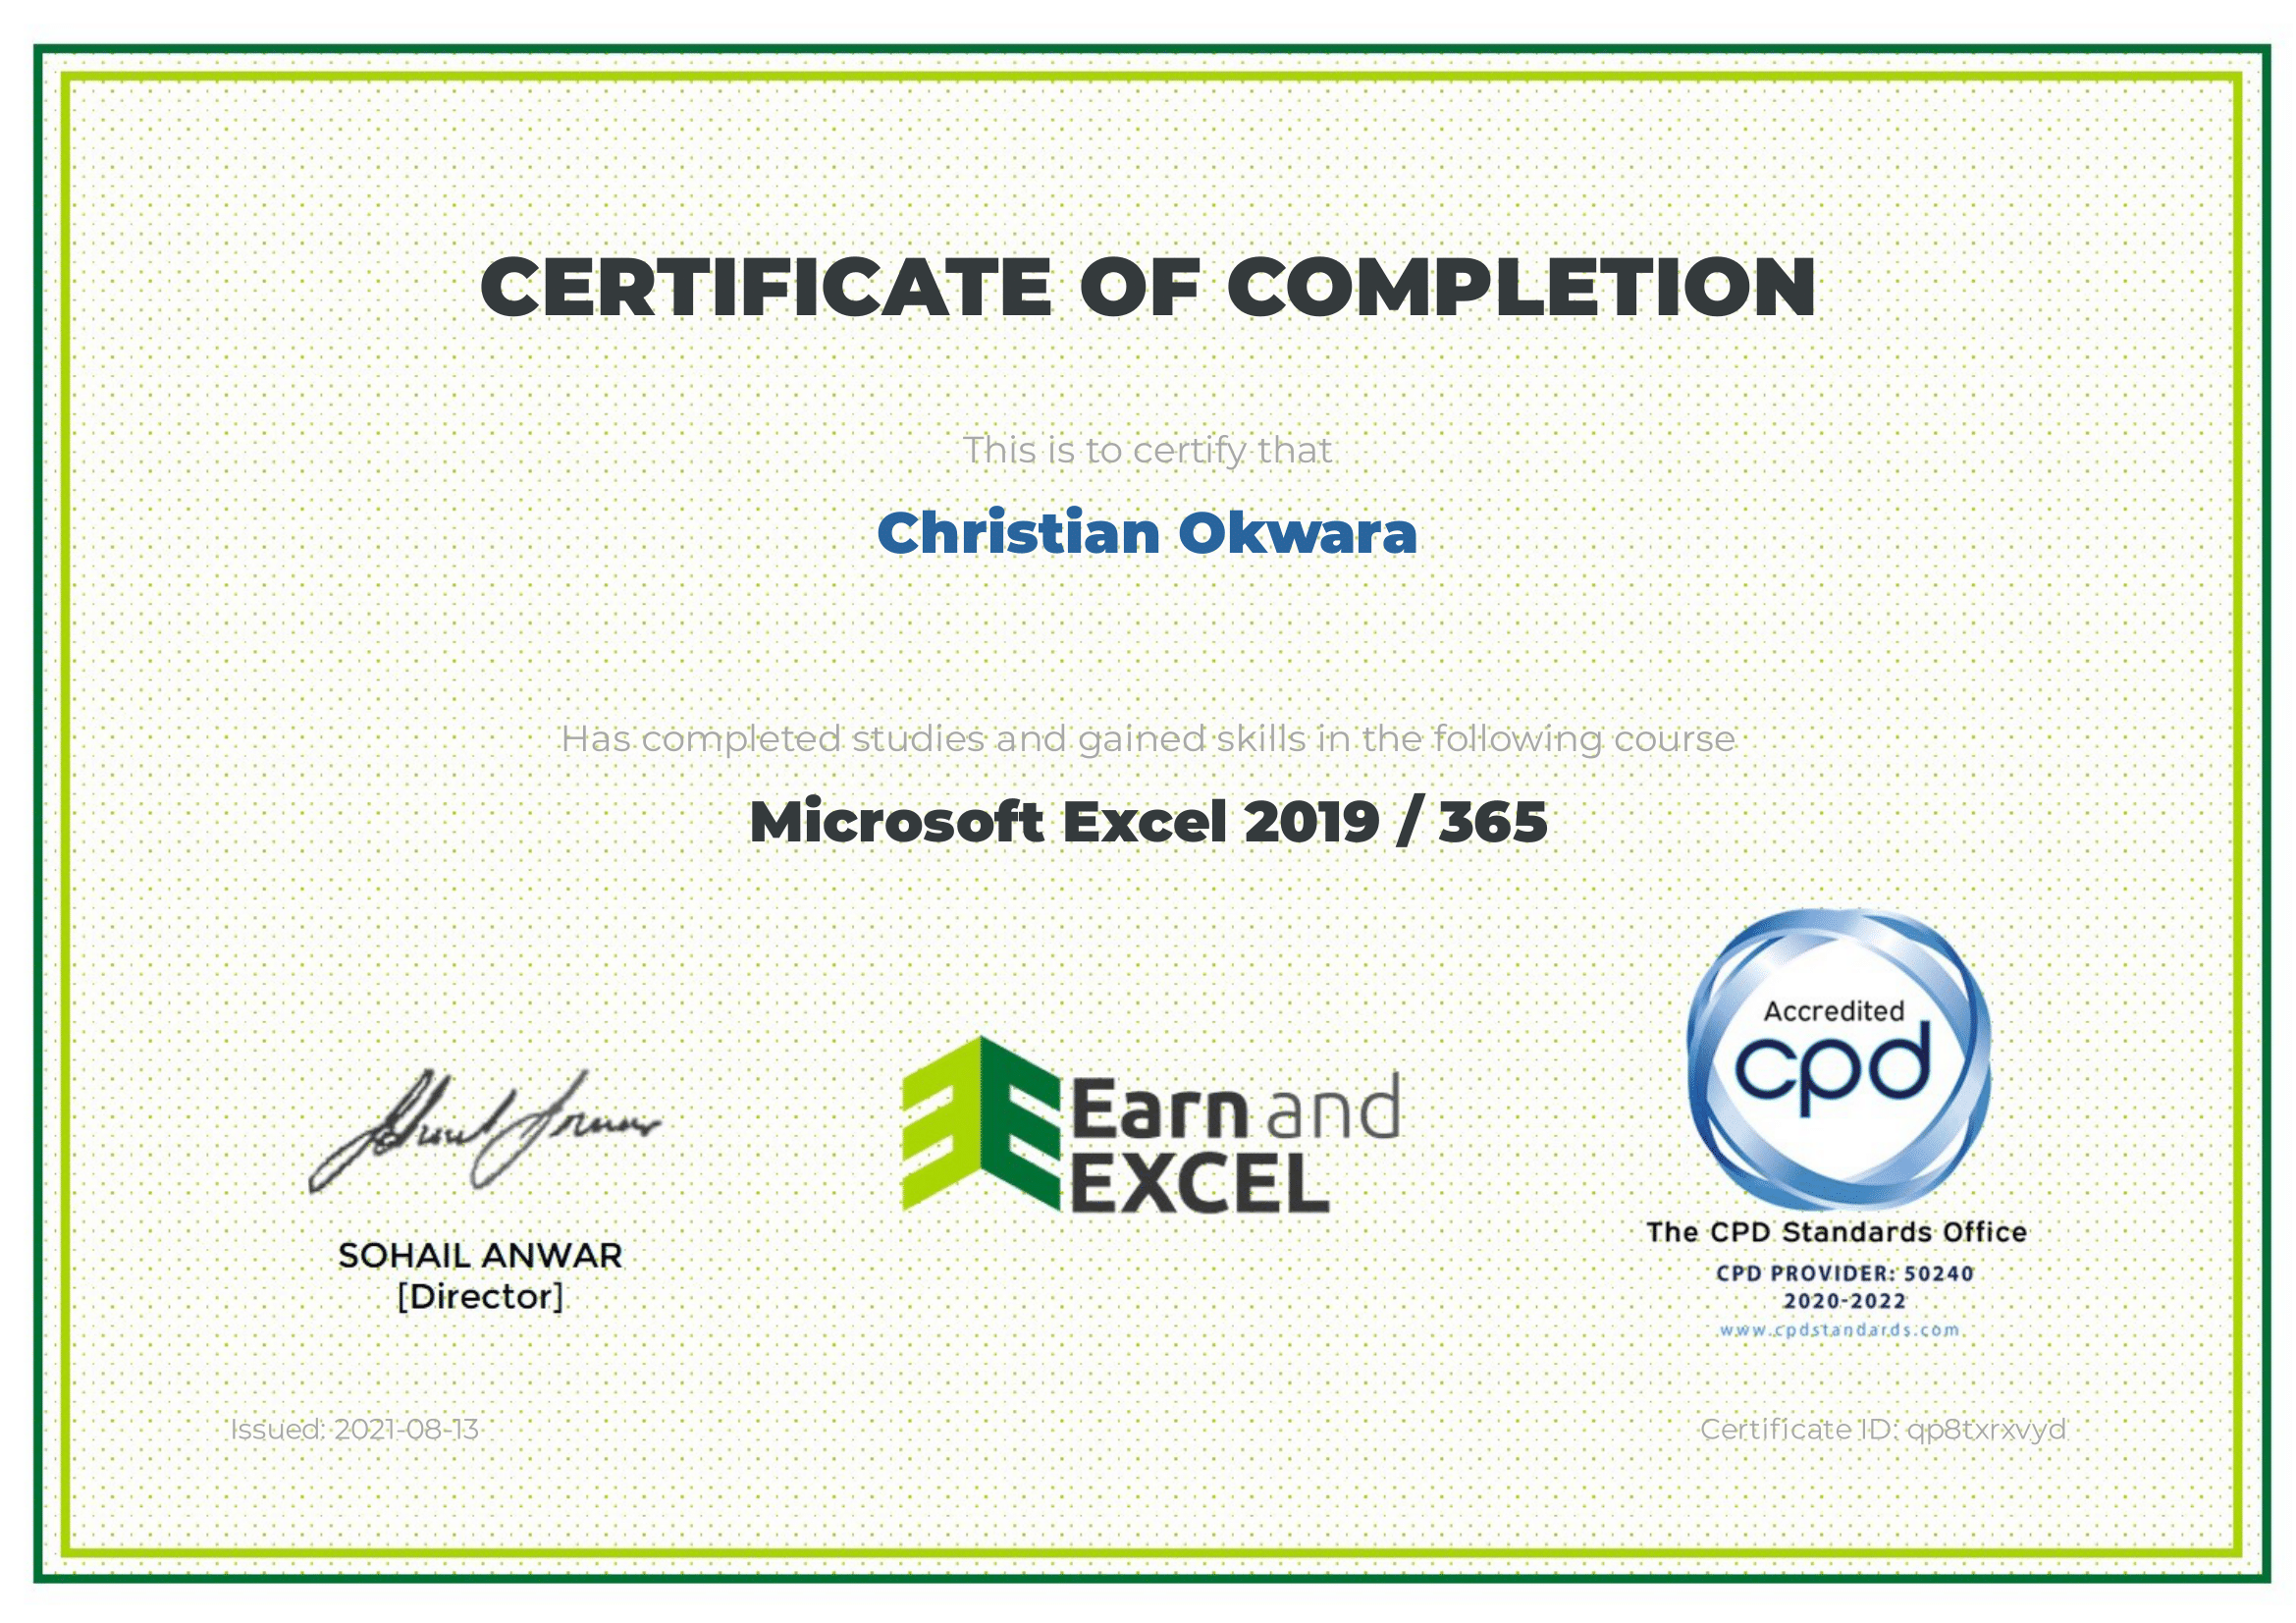 CERTIFICATE OF COMPLETION
This is to certify that
Christian Okwara
Has completed studies and gained skills in the following course
Microsoft Excel 2019 / 365
SOHAIL ANWAR
[Director]
Earn and
EXCEL
Accredited
cpd
The CPD Standards Office
CPD PROVIDER: 50240
2020-2022
www.cpdstandards.com
Issued: 2021-08-13
Certificate ID: qp8txrxvyd